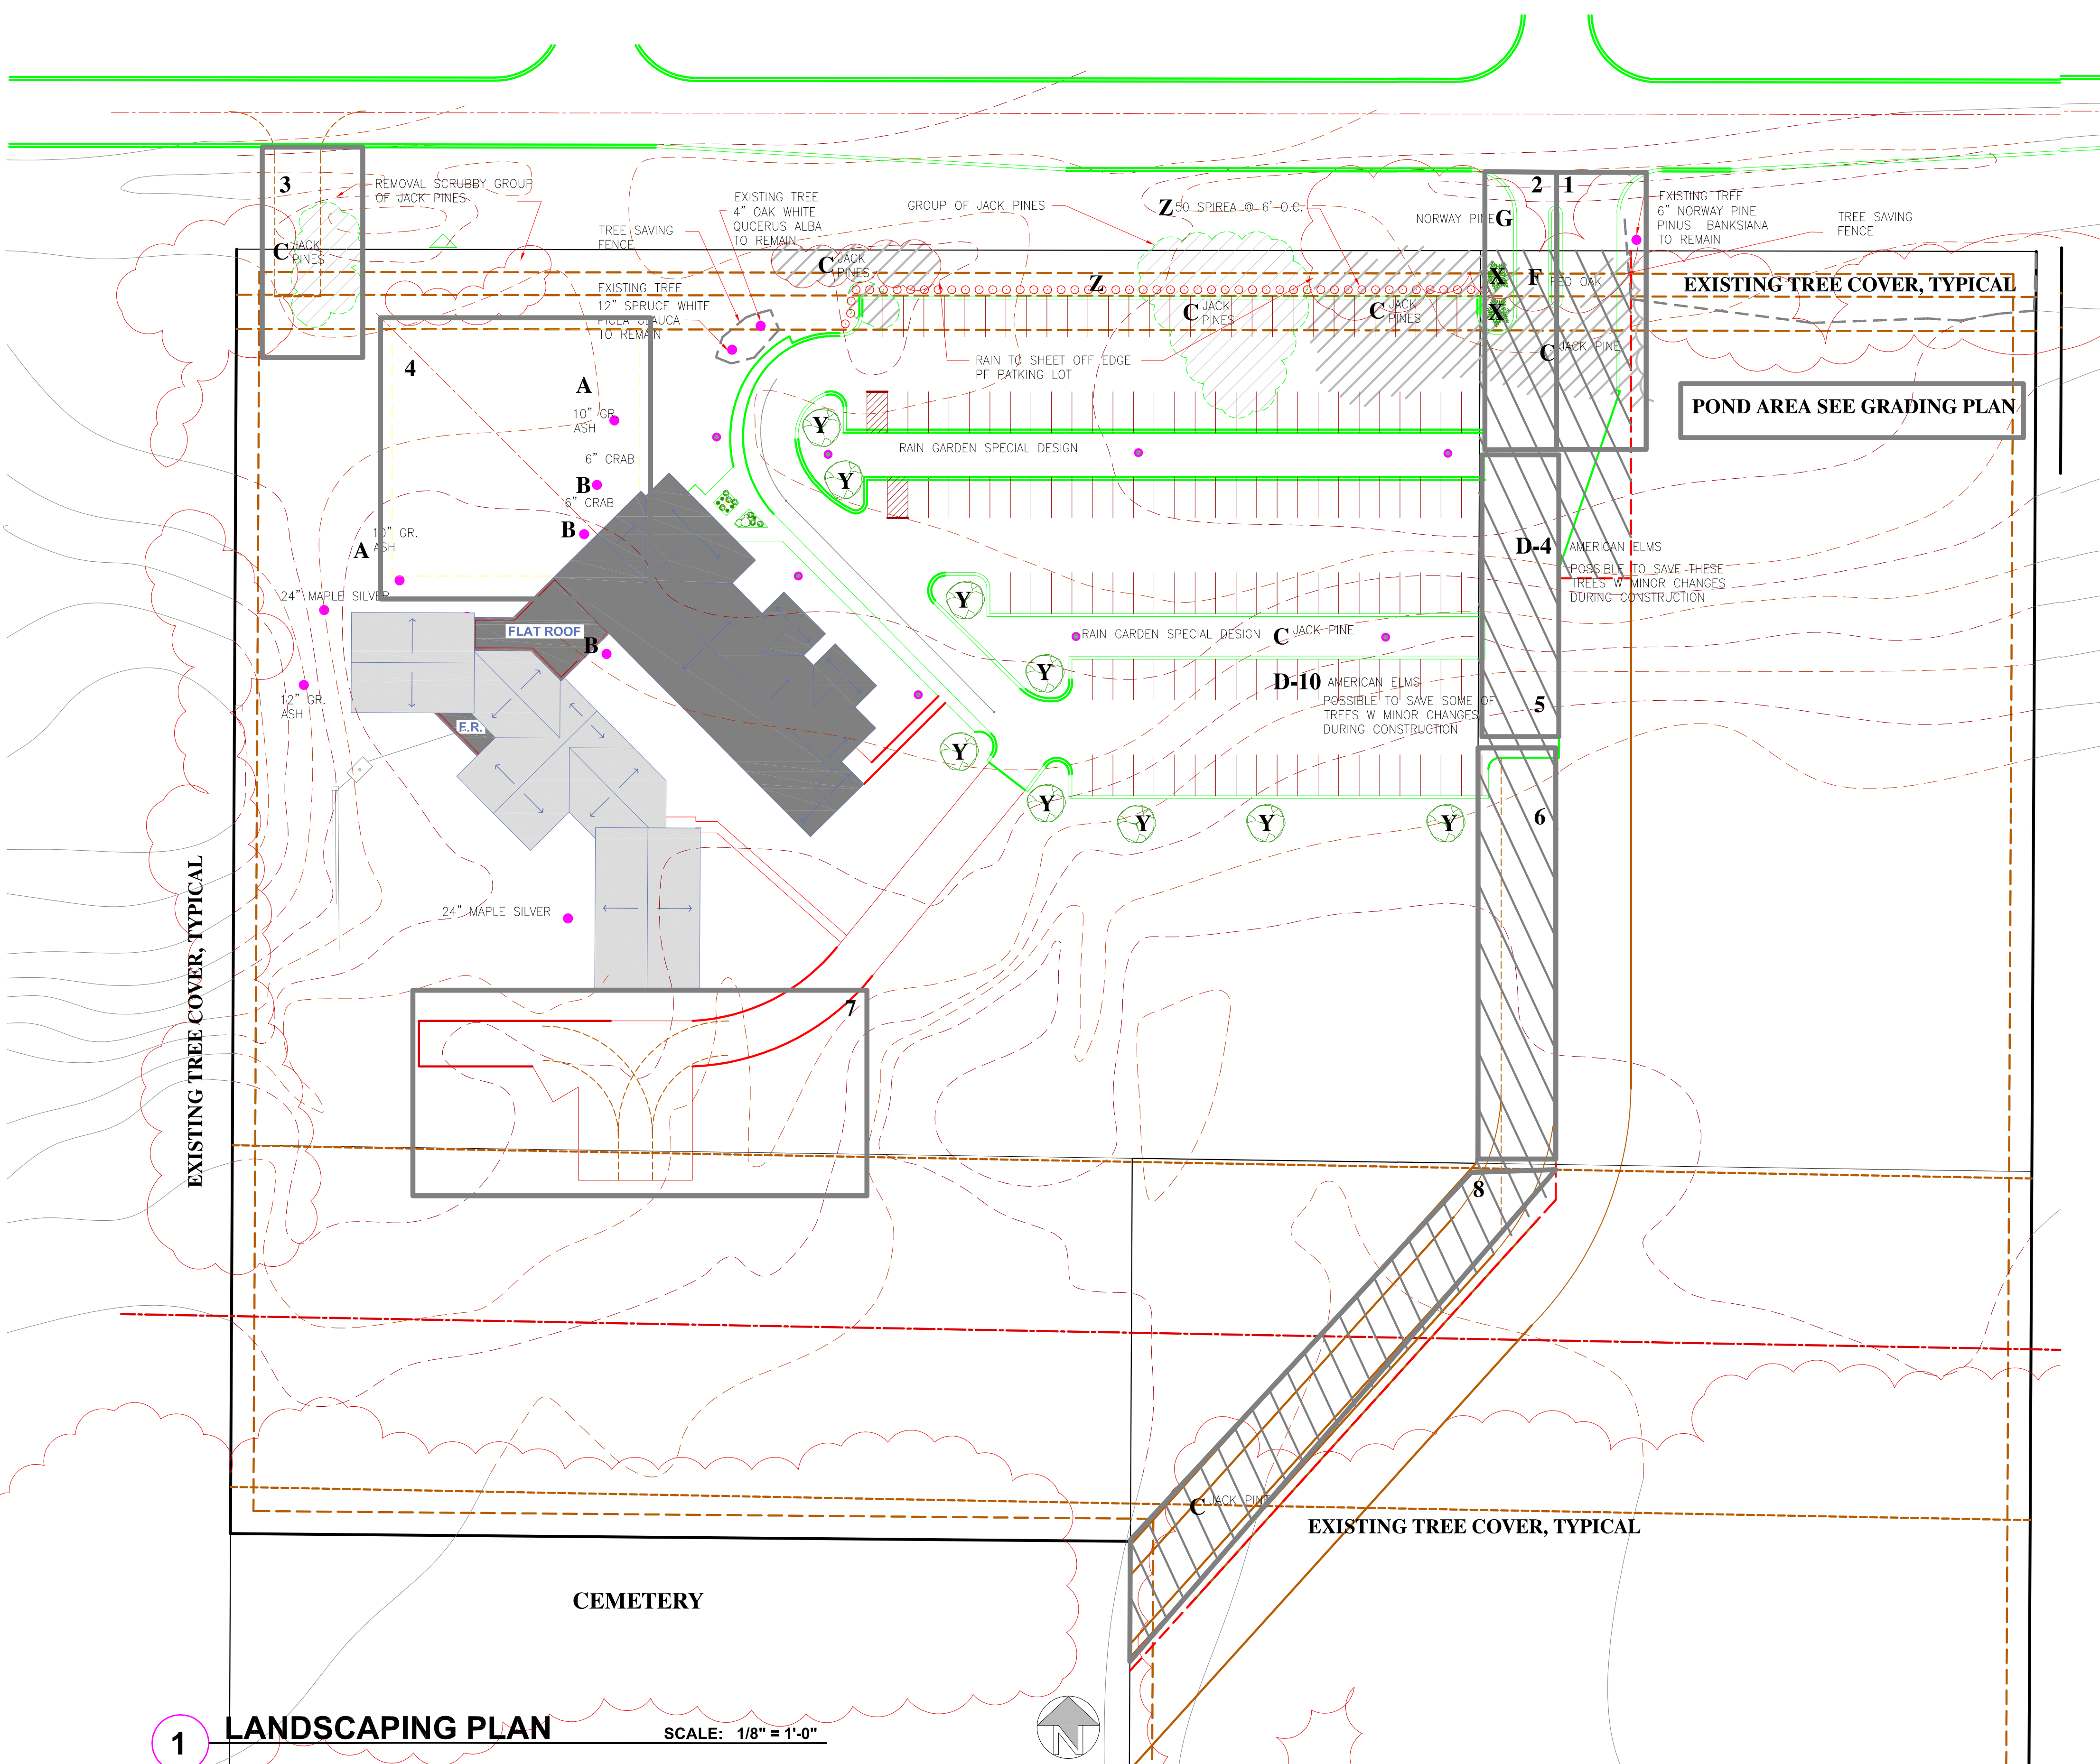 3
REMOVAL SCRUBBY GROUP
OF JACK PINES
C JACK
PINES
TREE SAVING
FENCE
EXISTING TREE
4" OAK WHITE
QUCERUS ALBA
TO REMAIN
EXISTING TREE
12" SPRUCE WHITE
PICEA GLAUCA
TO REMAIN
C JACK
PINES
GROUP OF JACK PINES
Z 50 SPIREA @ 6' O.C.
Z
C JACK
PINES
C JACK
PINES
NORWAY PINE
2
1
G
X
X
F
RED OAK
C JACK PINE
EXISTING TREE
6" NORWAY PINE
PINUS BANKSIANA
TO REMAIN
TREE SAVING
FENCE
EXISTING TREE COVER, TYPICAL
POND AREA SEE GRADING PLAN
RAIN TO SHEET OFF EDGE
PF PATKING LOT
4
A
10" GR.
ASH
6" CRAB
B
6" CRAB
B
A
10" GR.
ASH
Y
Y
RAIN GARDEN SPECIAL DESIGN
24" MAPLE SILVER
FLAT ROOF
B
12" GR.
ASH
F.R.
D-4
AMERICAN ELMS
POSSIBLE TO SAVE THESE
TREES W MINOR CHANGES
DURING CONSTRUCTION
Y
RAIN GARDEN SPECIAL DESIGN
C JACK PINE
Y
D-10 AMERICAN ELMS
POSSIBLE TO SAVE SOME OF
TREES W MINOR CHANGES
DURING CONSTRUCTION
5
Y
Y
Y
Y
Y
6
EXISTING TREE COVER, TYPICAL
24" MAPLE SILVER
7
8
C JACK PINE
EXISTING TREE COVER, TYPICAL
CEMETERY
1
LANDSCAPING PLAN
SCALE: 1/8" = 1'-0"
N